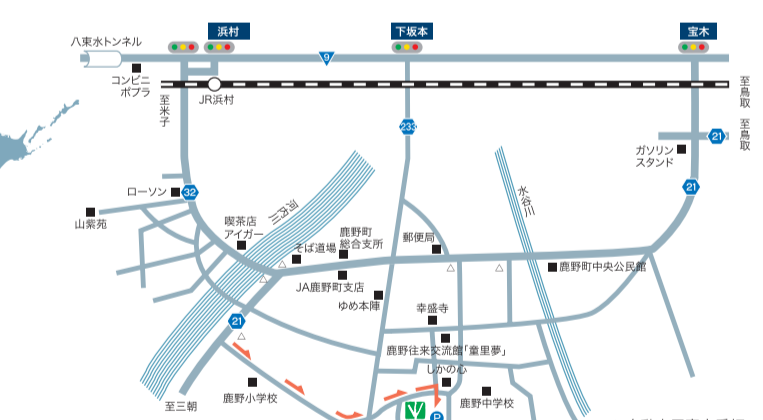 浜村
下坂本
宝木
八束水トンネル
9
コンビニ
ポプラ
至米子
JR浜村
至鳥取
至鳥取
233
21
ガソリン
スタンド
ローソン
32
21
山紫苑
河内川
水谷川
喫茶店
アイガー
そば道場
鹿野町
総合支所
郵便局
鹿野町中央公民館
JA鹿野町支店
ゆめ本陣
幸盛寺
21
鹿野往来交流館「童里夢」
しかの心
至三朝
鹿野小学校
鹿野中学校
P